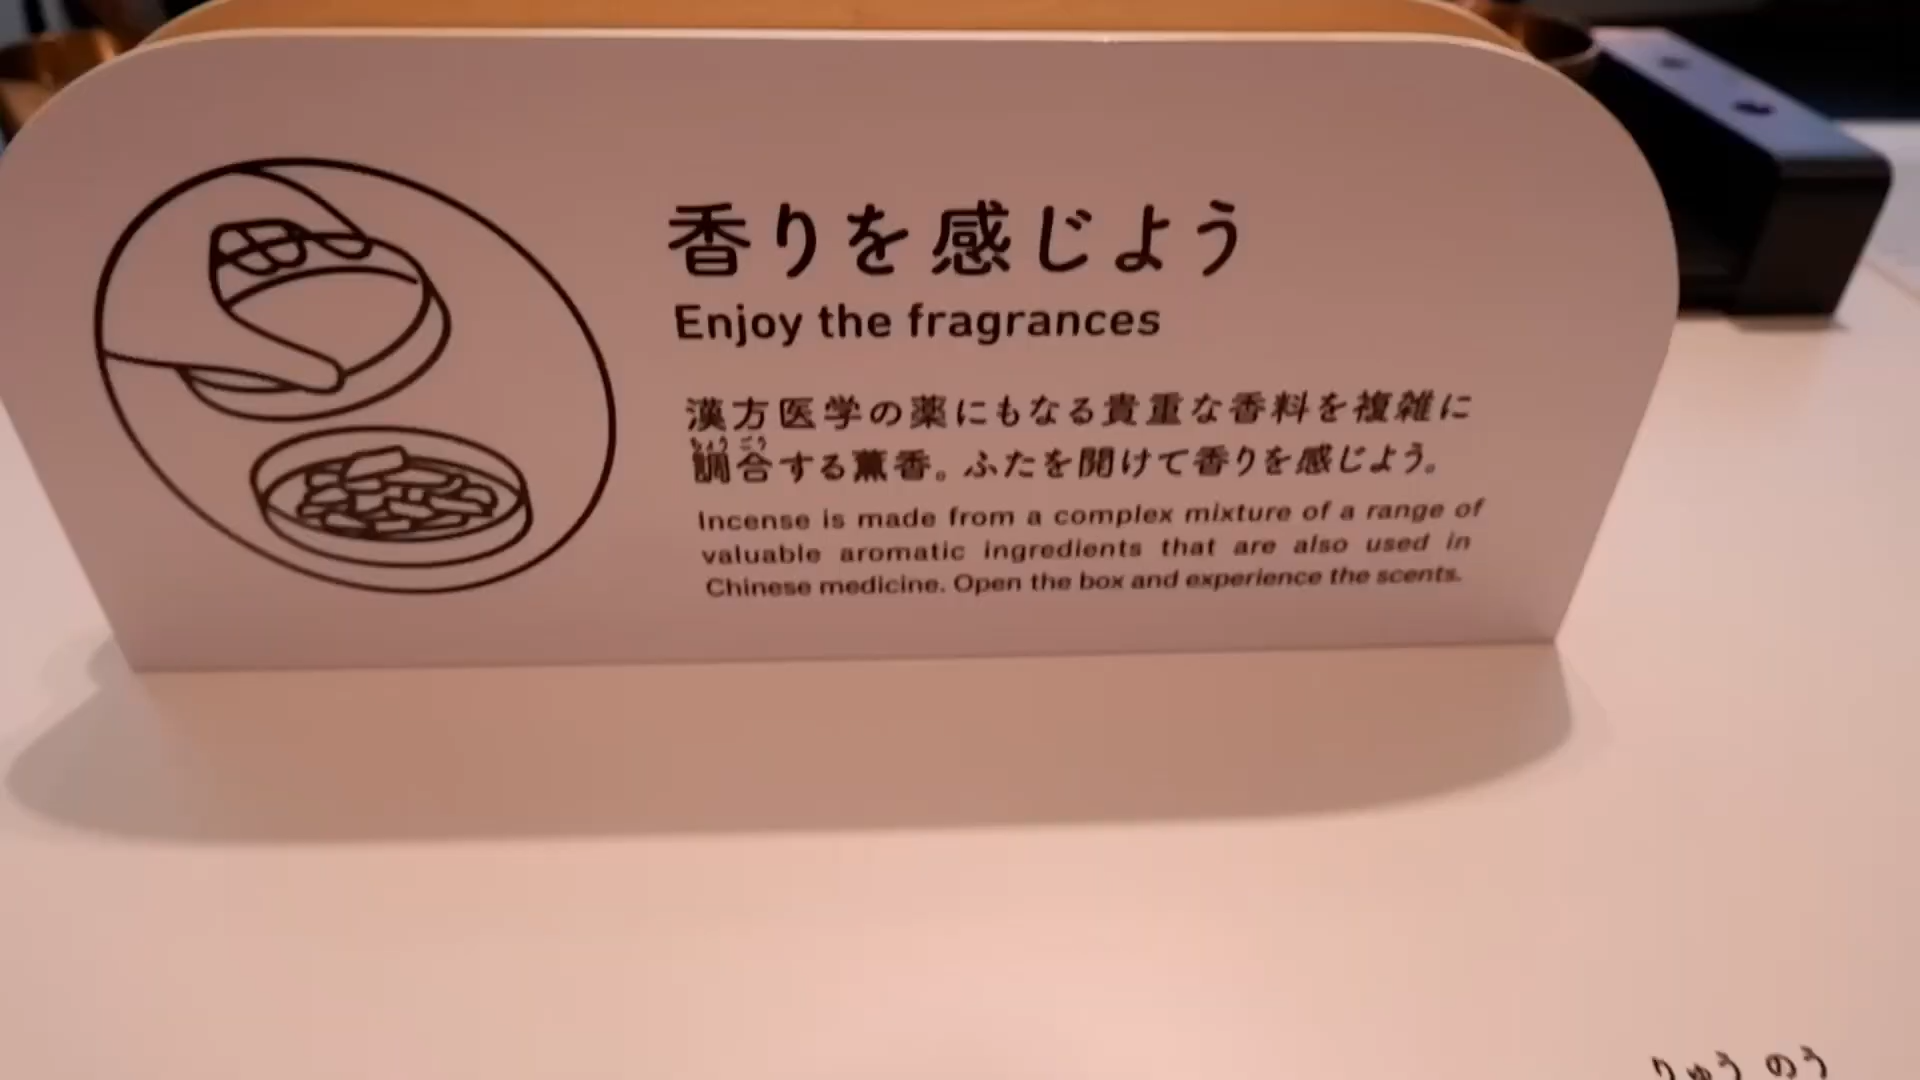 香りを感じよう
Enjoy the fragrances
漢方医学の薬にもなる貴重な香料を複雑に
ちょうごう
調合する薫香。ふたを開けて香りを感じよう。
Incense is made from a complex mixture of a range of
valuable aromatic ingredients that are also used in
Chinese medicine. Open the box and experience the scents.
りゅうのう